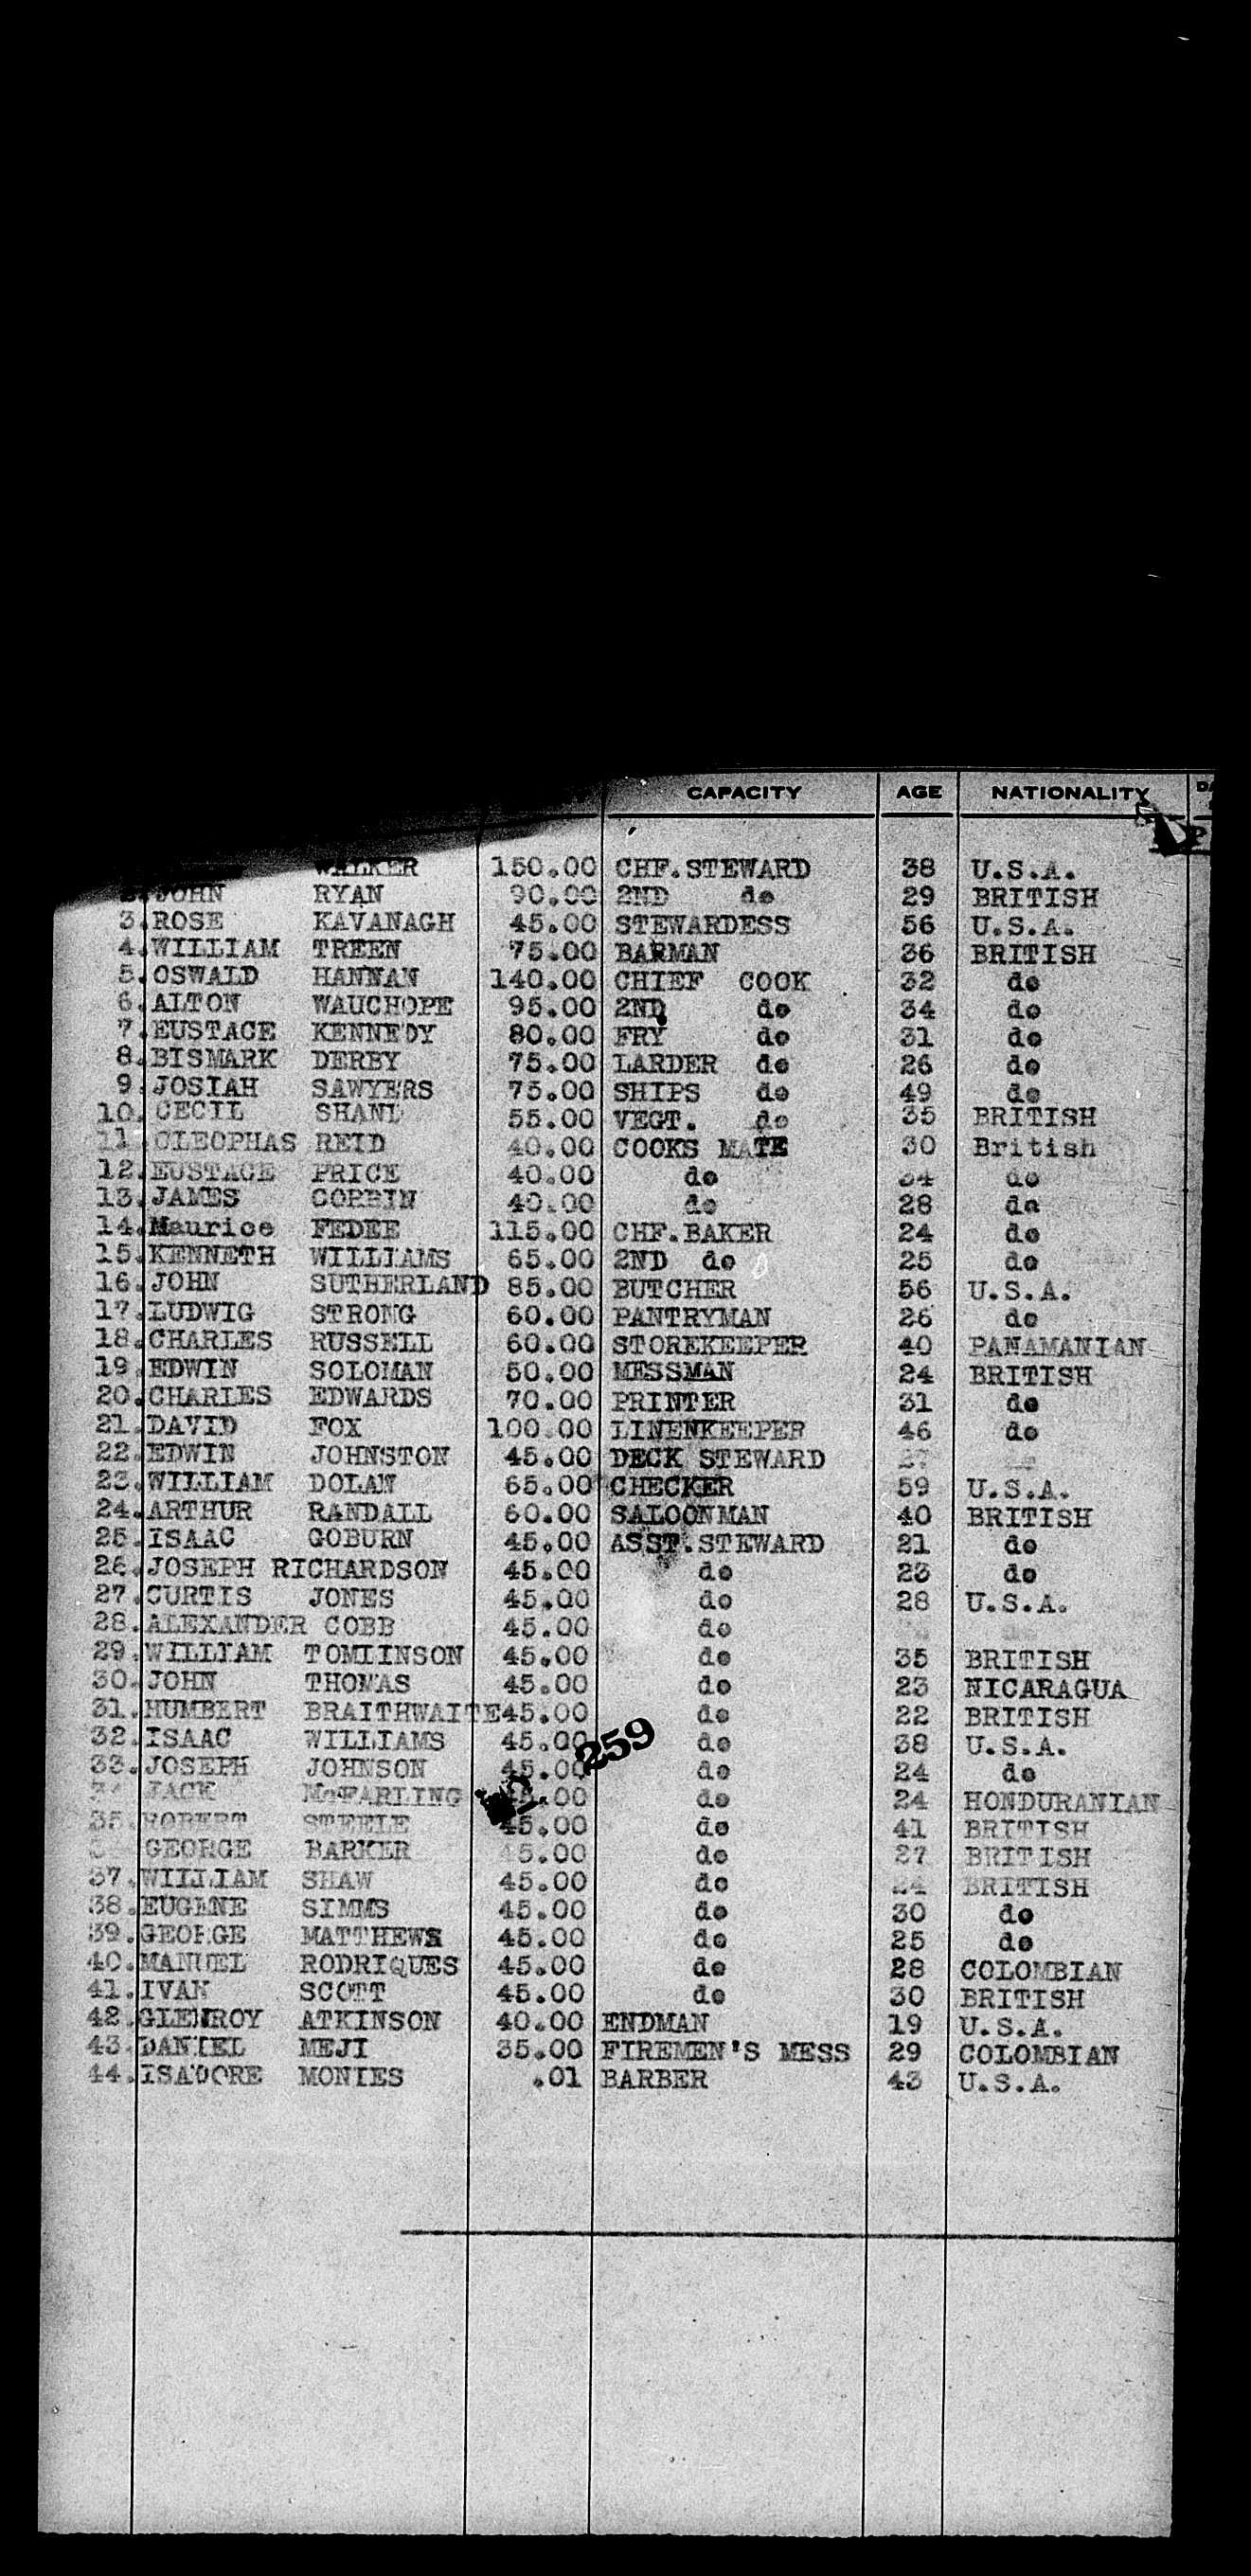 CAPACITY AGE NATIONALITY
WALKER 150.00 CHF.STEWARD 38 U.S.A.
2. JOHN RYAN 90.00 2ND do 29 BRITISH
3. ROSE KAVANAGH 45.00 STEWARDESS 56 U.S.A.
4. WILLIAM TREEN 75.00 BARMAN 36 BRITISH
5. OSWALD HANNAN 140.00 CHIEF COOK 32 do
6. ALTON WAUCHOPE 95.00 2ND do 34 do
7. EUSTACE KENNEDY 80.00 FRY do 31 do
8. BISMARK DERBY 75.00 LARDER do 26 do
9. JOSIAH SAWYERS 75.00 SHIPS do 49 do
10. CECIL 55.00 VEGT. do 35 BRITISH
11. CLEOPHAS REID 40.00 COOKS MATE 30 British
12. EUSTACE PRICE 40.00 do 34 do
13. JAMES CORBIN 40.00 do 28 do
14. Maurice FEDEE 115.00 CHF.BAKER 24 do
15. KENNETH WILLIAMS 65.00 2ND do 25 do
16. JOHN SUTHERLAND 85.00 BUTCHER 56 U.S.A.
17. LUDWIG STRONG 60.00 PANTRYMAN 26 do
18. CHARLES RUSSELL 60.00 STOREKEEPER 40 PANAMANIAN
19. EDWIN SOLOMAN 50.00 MESSMAN 24 BRITISH
20. CHARLES EDWARDS 70.00 PRINTER 31 do
21. DAVID FOX 100.00 LINENKEEPER 46 do
22. EDWIN JOHNSTON 45.00 DECK STEWARD 27
23. WILLIAM DOLAN 65.00 CHECKER 59 U.S.A.
24. ARTHUR RANDALL 60.00 SALOONMAN 40 BRITISH
25. ISAAC GOBURN 45.00 ASST.STEWARD 21 do
26. JOSEPH RICHARDSON 45.00 do 23 do
27. CURTIS JONES 45.00 do 28 U.S.A.
28. ALEXANDER COBB 45.00 do
29. WILLIAM TOMLINSON 45.00 do 35 BRITISH
30. JOHN THOMAS 45.00 do 23 NICARAGUA
31. HUMBERT BRAITHWAITE 45.00 do 22 BRITISH
32. ISAAC WILLIAMS 45.00 do 38 U.S.A.
259
33. JOSEPH JOHNSON 45.00 do 24 do
34 JACK McFARLING 45.00 do 24 HONDURANIAN
35. ROBERT STEELE 45.00 do 41 BRITISH
GEORGE BARKER 45.00 do 27 BRITISH
37. WILLIAM SHAW 45.00 do 24 BRITISH
38. EUGENE SIMMS 45.00 do 30 do
39. GEORGE MATTHEWS 45.00 do 25 do
40. MANUEL RODRIQUES 45.00 do 28 COLOMBIAN
41. IVAN SCOTT 45.00 do 30 BRITISH
42. GLENROY ATKINSON 40.00 ENDMAN 19 U.S.A.
43. DANIEL MEJI 35.00 FIREMEN'S MESS 29 COLOMBIAN
44. ISADORE MONIES .01 BARBER 43 U.S.A.